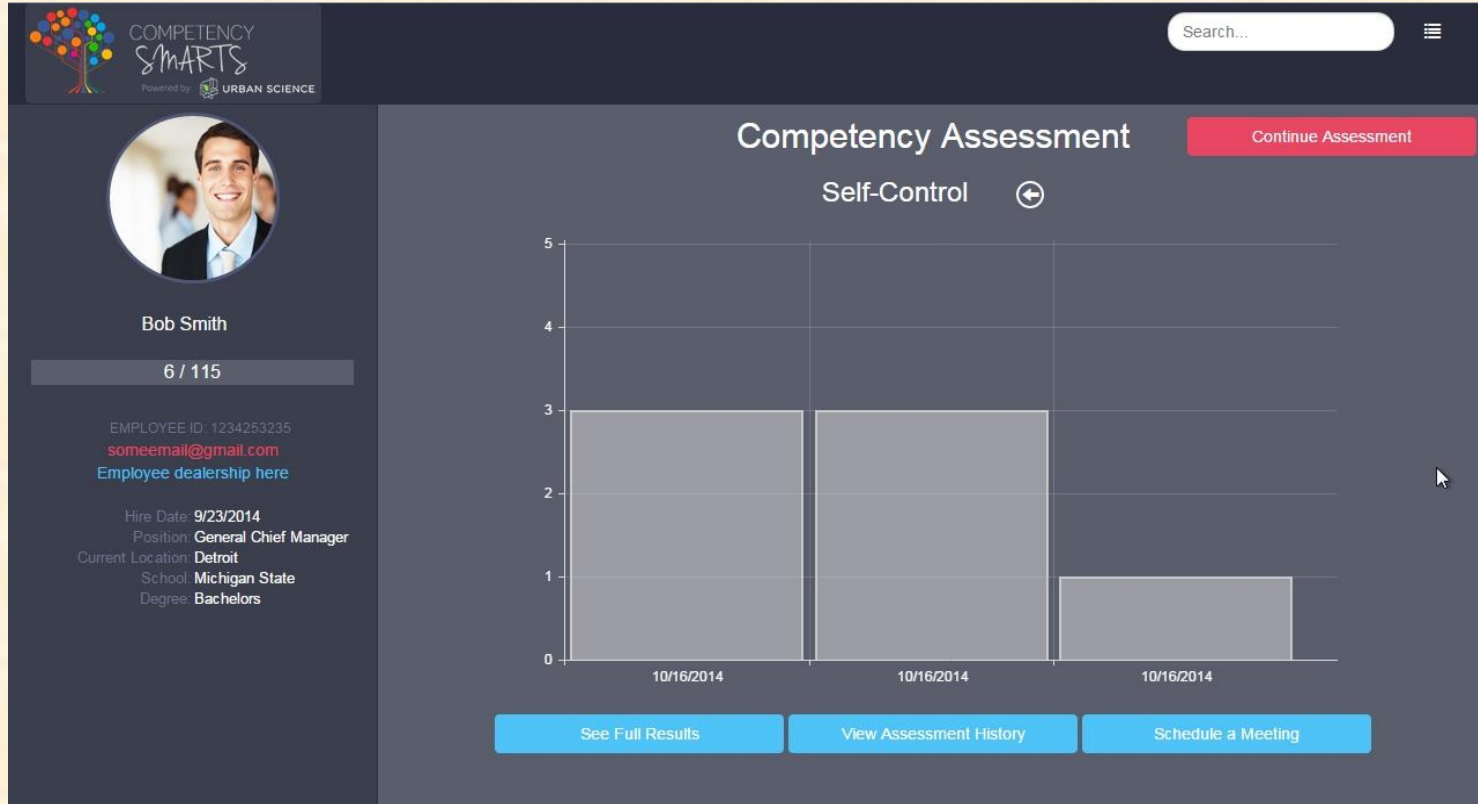 COMPETENCY
SMARTS
Powered by: URBAN SCIENCE
Search...
Bob Smith
6 / 115
EMPLOYEE ID: 1234253235
someemail@gmail.com
Employee dealership here
Hire Date: 9/23/2014
Position: General Chief Manager
Current Location: Detroit
School: Michigan State
Degree: Bachelors
Competency Assessment
Continue Assessment
Self-Control
5
4
3
2
1
0
10/16/2014 10/16/2014 10/16/2014
See Full Results View Assessment History Schedule a Meeting